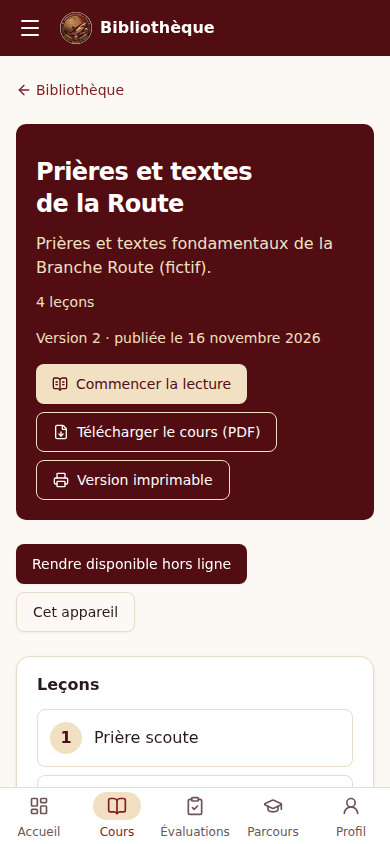 Bibliothèque
Bibliothèque
Prières et textes
de la Route
Prières et textes fondamentaux de la
Branche Route (fictif).
4 leçons
Version 2 · publiée le 16 novembre 2026
Commencer la lecture
Télécharger le cours (PDF)
Version imprimable
Rendre disponible hors ligne
Cet appareil
Leçons
1 Prière scoute
Accueil Cours Évaluations Parcours Profil